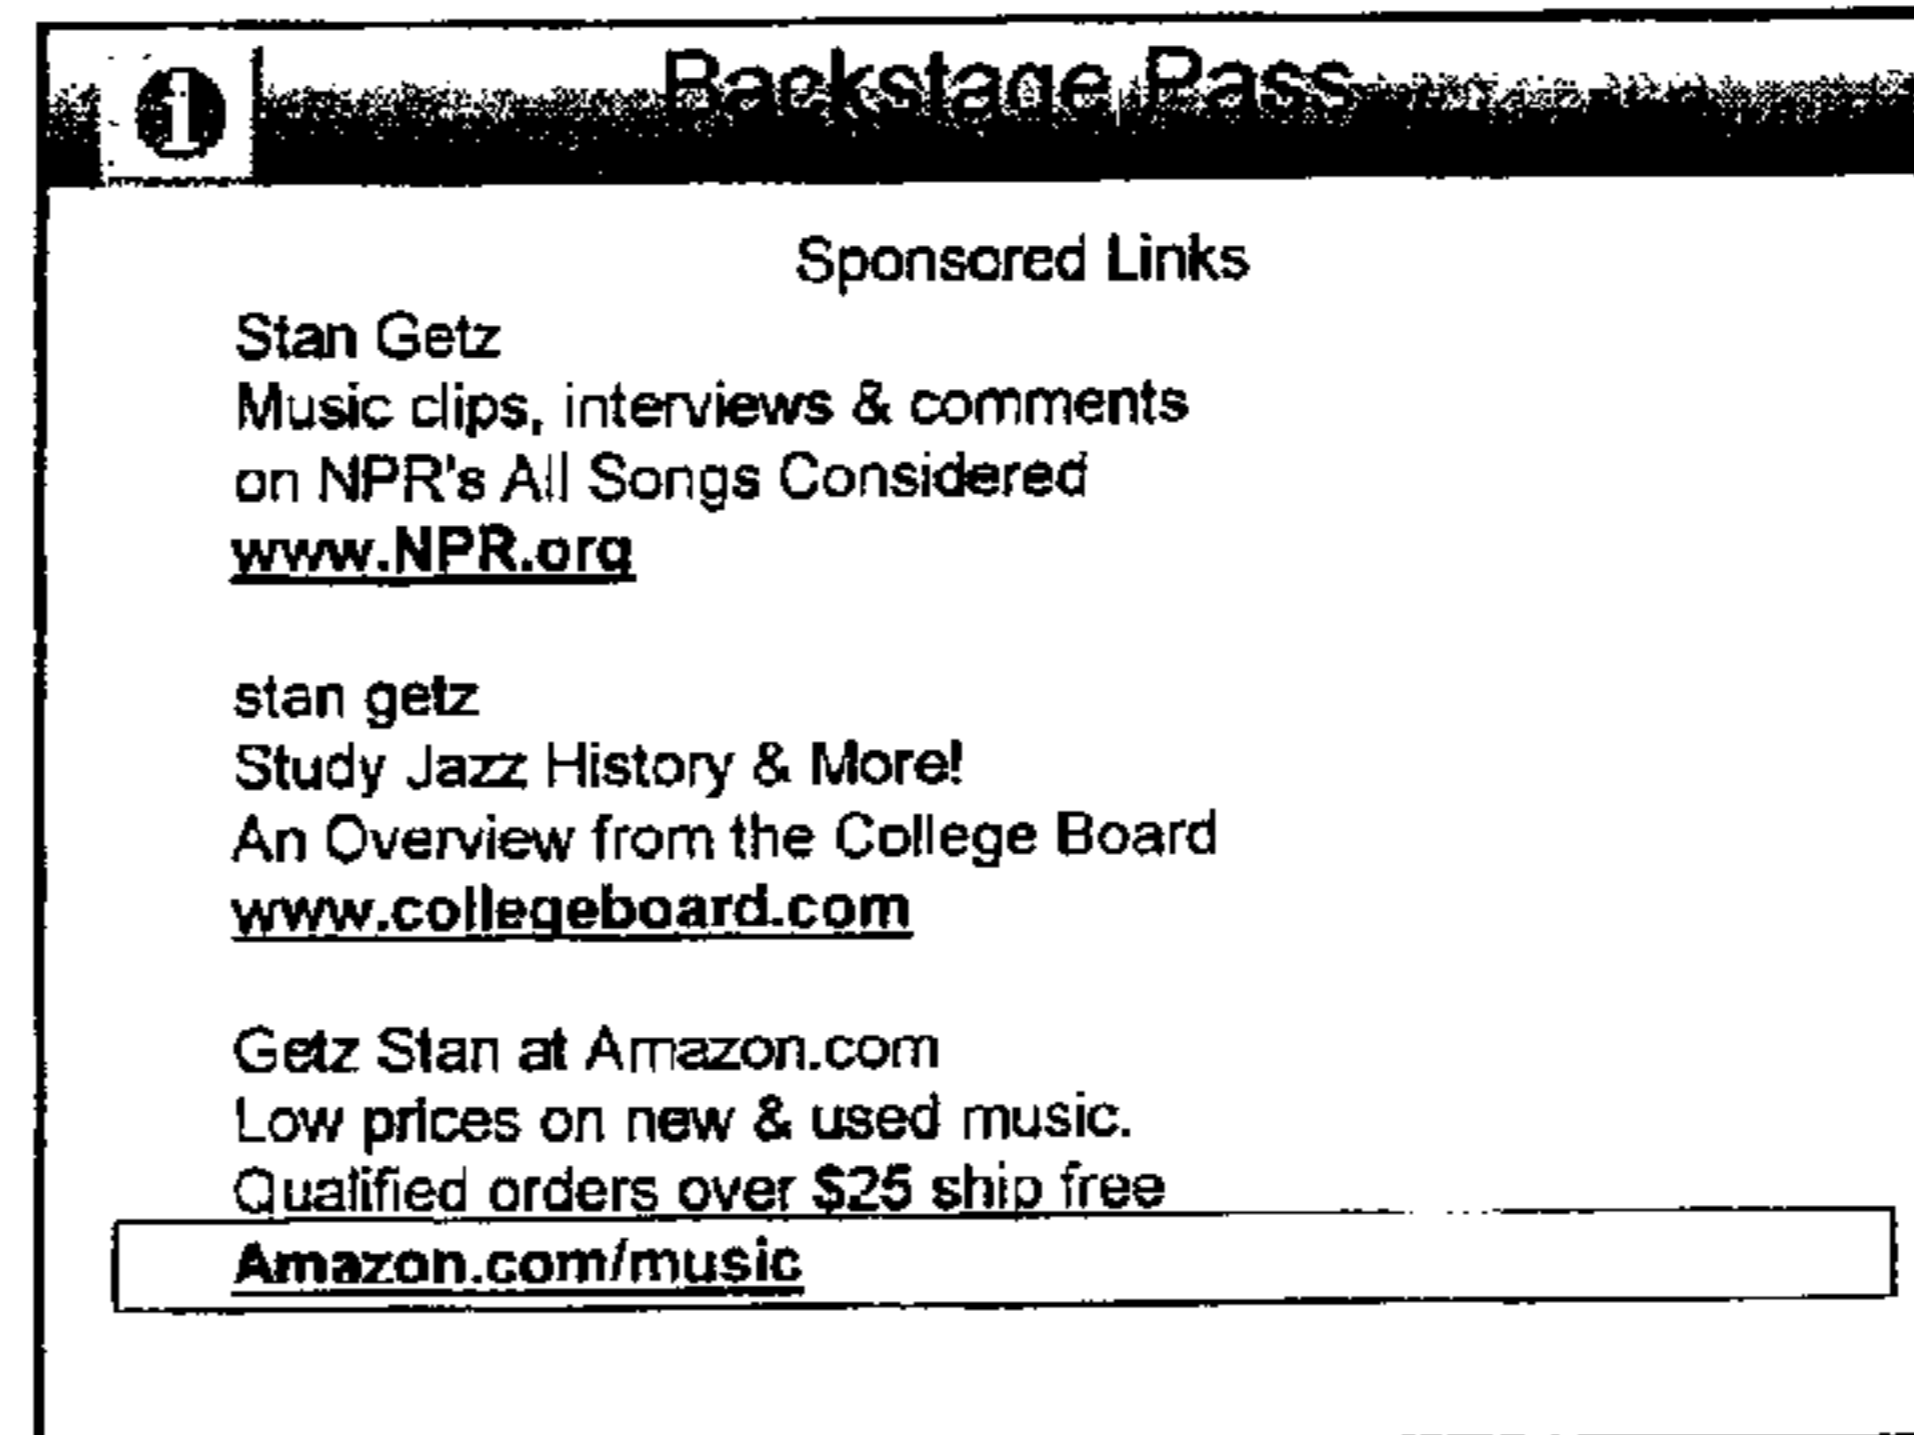 i
Backstage Pass
Sponsored Links
Stan Getz
Music clips, interviews & comments
on NPR's All Songs Considered
www.NPR.org
stan getz
Study Jazz History & More!
An Overview from the College Board
www.collegeboard.com
Getz Stan at Amazon.com
Low prices on new & used music.
Qualified orders over $25 ship free
Amazon.com/music